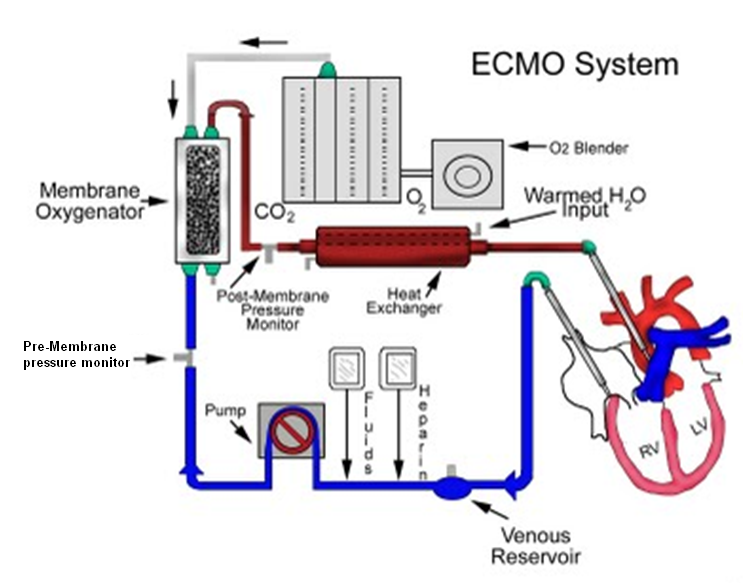 ECMO System
O2 Blender
Membrane
Oxygenator
CO2
O2
Warmed H2O
Input
Post-Membrane
Pressure
Monitor
Heat
Exchanger
Pre-Membrane
pressure monitor
Pump
Fluids
Heparin
RV
LV
Venous
Reservoir